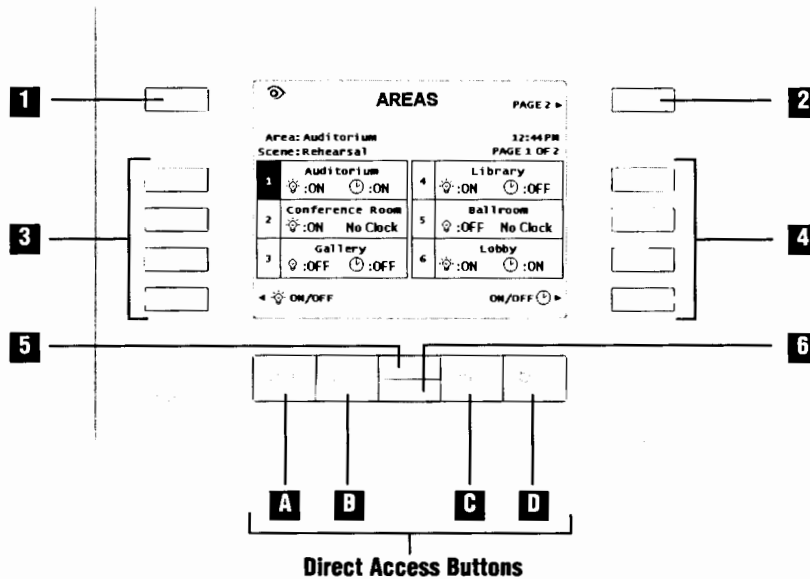 1
2
AREAS
PAGE 2 ►
Area: Auditorium
12:44 PM
Scene: Rehearsal
PAGE 1 OF 2
1
Auditorium
:ON :ON
4
Library
:ON :OFF
2
Conference Room
:ON No Clock
5
Ballroom
:OFF No Clock
3
Gallery
:OFF :OFF
6
Lobby
:ON :ON
3
4
◄ ON/OFF
ON/OFF ►
5
6
A
B
C
D
Direct Access Buttons